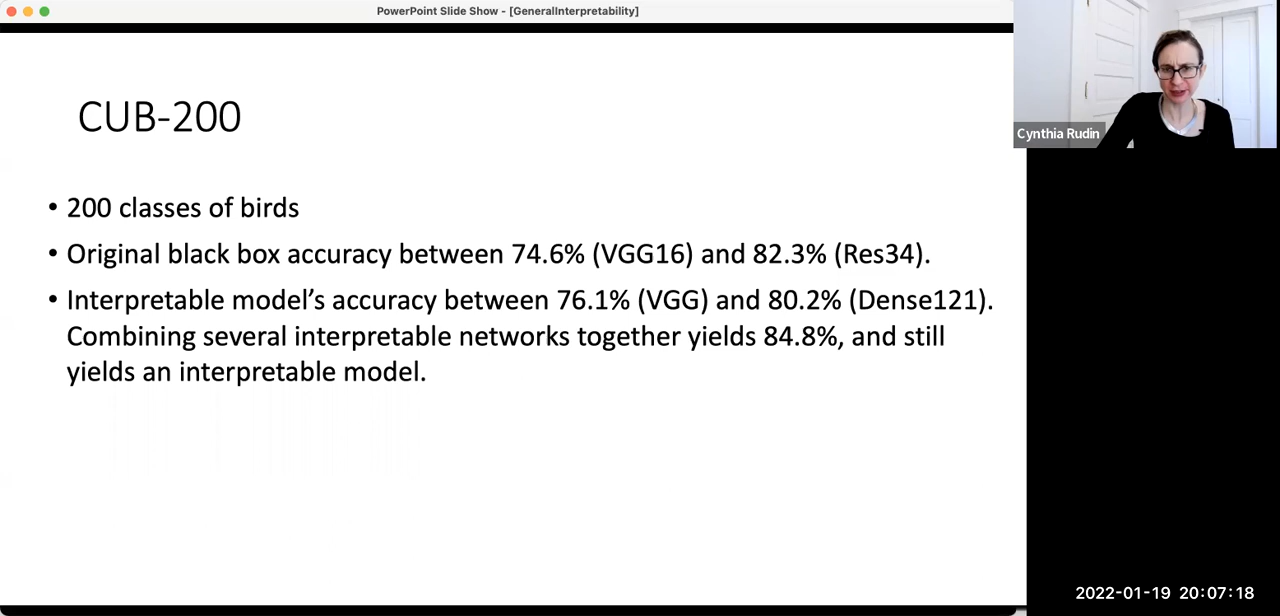 PowerPoint Slide Show - [GeneralInterpretability]
CUB-200
• 200 classes of birds
• Original black box accuracy between 74.6% (VGG16) and 82.3% (Res34).
• Interpretable model’s accuracy between 76.1% (VGG) and 80.2% (Dense121).
Combining several interpretable networks together yields 84.8%, and still
yields an interpretable model.
Cynthia Rudin
2022-01-19 20:07:18